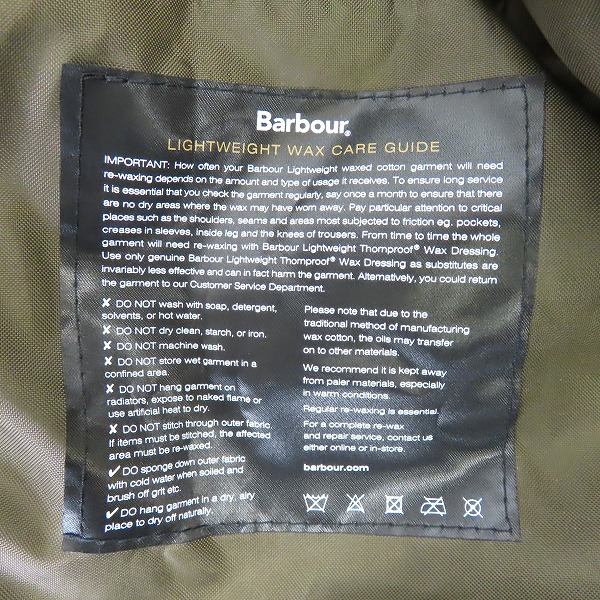 Barbour®
LIGHTWEIGHT WAX CARE GUIDE
IMPORTANT: How often your Barbour Lightweight waxed cotton garment will need
re-waxing depends on the amount and type of usage it receives. To ensure long service
it is essential that you check the garment regularly, say once a month to ensure that there
are no dry areas where the wax may have worn away. Pay particular attention to critical
places such as the shoulders, seams and areas most subjected to friction eg. pockets,
creases in sleeves, inside leg and the knees of trousers. From time to time the whole
garment will need re-waxing with Barbour Lightweight Thornproof® Wax Dressing.
Use only genuine Barbour Lightweight Thornproof® Wax Dressing as substitutes are
invariably less effective and can in fact harm the garment. Alternatively, you could return
the garment to our Customer Service Department.
✘ DO NOT wash with soap, detergent,
solvents, or hot water.
✘ DO NOT dry clean, starch, or iron.
✘ DO NOT machine wash.
✘ DO NOT store wet garment in a
confined area.
✘ DO NOT hang garment on
radiators, expose to naked flame or
use artificial heat to dry.
✘ DO NOT stitch through outer fabric.
If items must be stitched, the affected
area must be re-waxed.
✔ DO sponge down outer fabric
with cold water when soiled and
brush off grit etc.
✔ DO hang garment in a dry, airy
place to dry off naturally.
Please note that due to the
traditional method of manufacturing
wax cotton, the oils may transfer
on to other materials.
We recommend it is kept away
from paler materials, especially
in warm conditions.
Regular re-waxing is essential.
For a complete re-wax
and repair service, contact us
either online or in-store.
barbour.com